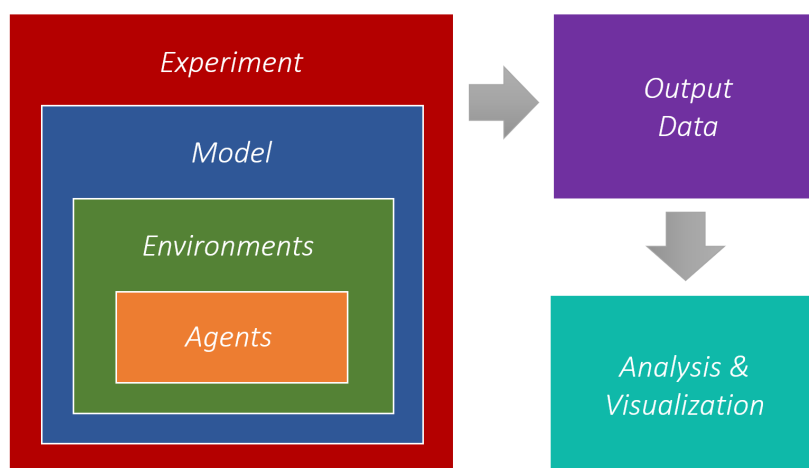 Experiment
Model
Environments
Agents
Output
Data
Analysis &
Visualization